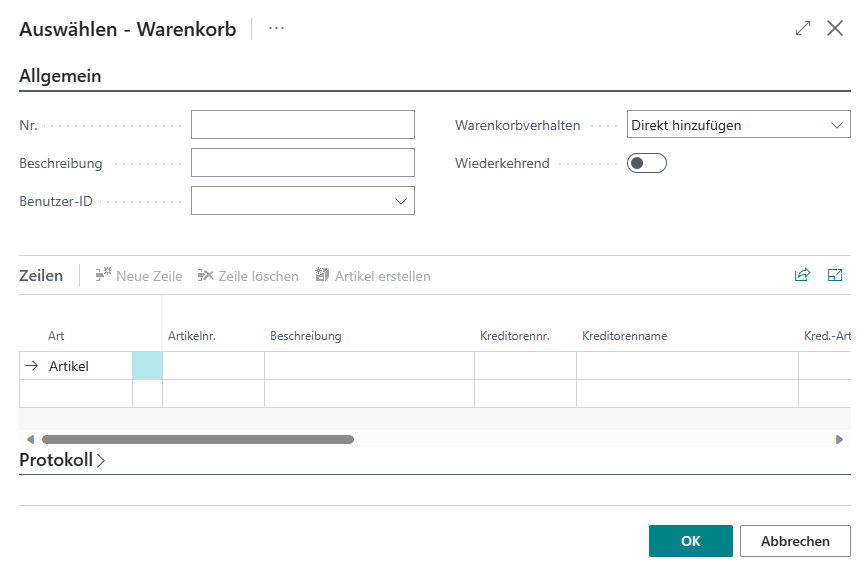 Auswählen - Warenkorb ...
Allgemein
Nr.
Warenkorbverhalten Direkt hinzufügen
Beschreibung
Wiederkehrend
Benutzer-ID
Zeilen Neue Zeile Zeile löschen Artikel erstellen
Art Artikelnr. Beschreibung Kreditorennr. Kreditorenname Kred.-Art
Artikel
Protokoll
OK Abbrechen